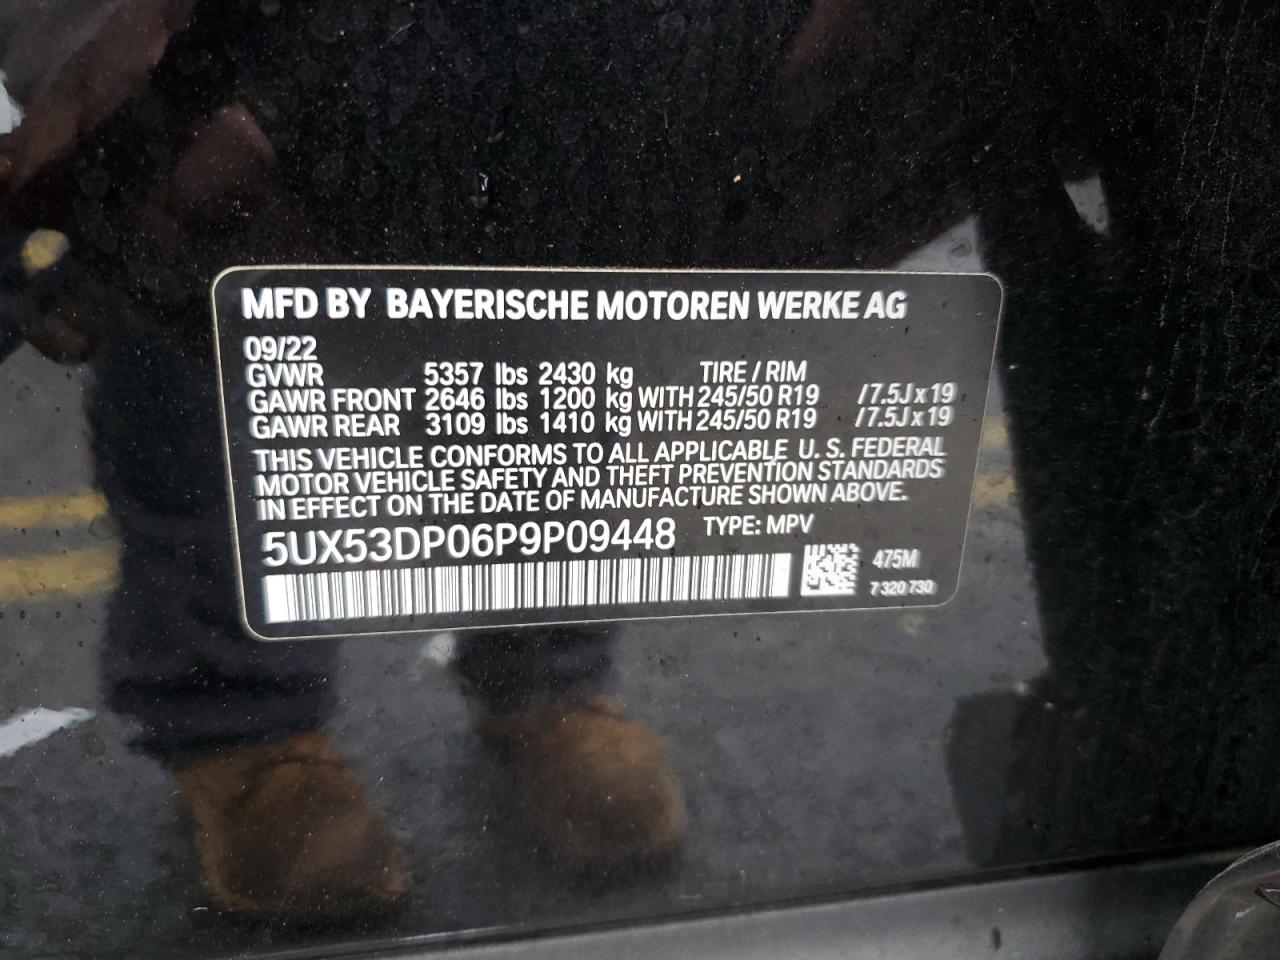 MFD BY BAYERISCHE MOTOREN WERKE AG
09/22
GVWR 5357 lbs 2430 kg TIRE / RIM
GAWR FRONT 2646 lbs 1200 kg WITH 245/50 R19 /7.5J x 19
GAWR REAR 3109 lbs 1410 kg WITH 245/50 R19 /7.5J x 19
THIS VEHICLE CONFORMS TO ALL APPLICABLE U. S. FEDERAL
MOTOR VEHICLE SAFETY AND THEFT PREVENTION STANDARDS
IN EFFECT ON THE DATE OF MANUFACTURE SHOWN ABOVE.
5UX53DP06P9P09448 TYPE: MPV
475M
7 320 730